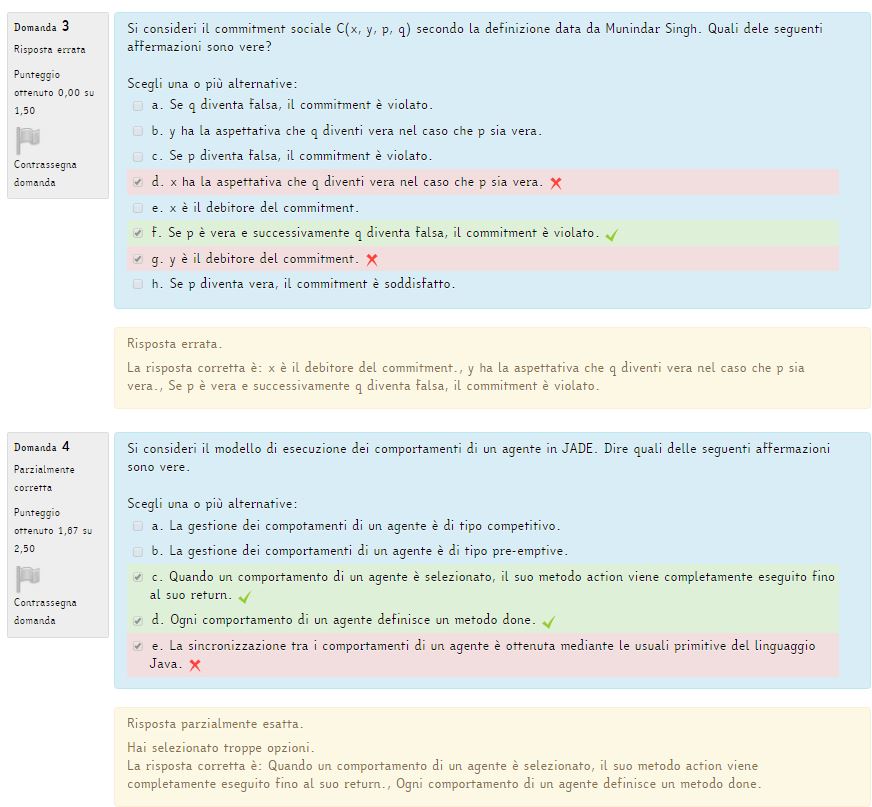 Domanda 3
Risposta errata
Punteggio
ottenuto 0,00 su
1,50
Contrassegna
domanda
Si consideri il commitment sociale C(x, y, p, q) secondo la definizione data da Munindar Singh. Quali dele seguenti
affermazioni sono vere?
Scegli una o più alternative:
a. Se q diventa falsa, il commitment è violato.
b. y ha la aspettativa che q diventi vera nel caso che p sia vera.
c. Se p diventa falsa, il commitment è violato.
d. x ha la aspettativa che q diventi vera nel caso che p sia vera.
e. x è il debitore del commitment.
f. Se p è vera e successivamente q diventa falsa, il commitment è violato.
g. y è il debitore del commitment.
h. Se p diventa vera, il commitment è soddisfatto.
Risposta errata.
La risposta corretta è: x è il debitore del commitment., y ha la aspettativa che q diventi vera nel caso che p sia
vera., Se p è vera e successivamente q diventa falsa, il commitment è violato.
Domanda 4
Parzialmente
corretta
Punteggio
ottenuto 1,67 su
2,50
Contrassegna
domanda
Si consideri il modello di esecuzione dei comportamenti di un agente in JADE. Dire quali delle seguenti affermazioni
sono vere.
Scegli una o più alternative:
a. La gestione dei compotamenti di un agente è di tipo competitivo.
b. La gestione dei comportamenti di un agente è di tipo pre-emptive.
c. Quando un comportamento di un agente è selezionato, il suo metodo action viene completamente eseguito fino
al suo return.
d. Ogni comportamento di un agente definisce un metodo done.
e. La sincronizzazione tra i comportamenti di un agente è ottenuta mediante le usuali primitive del linguaggio
Java.
Risposta parzialmente esatta.
Hai selezionato troppe opzioni.
La risposta corretta è: Quando un comportamento di un agente è selezionato, il suo metodo action viene
completamente eseguito fino al suo return., Ogni comportamento di un agente definisce un metodo done.